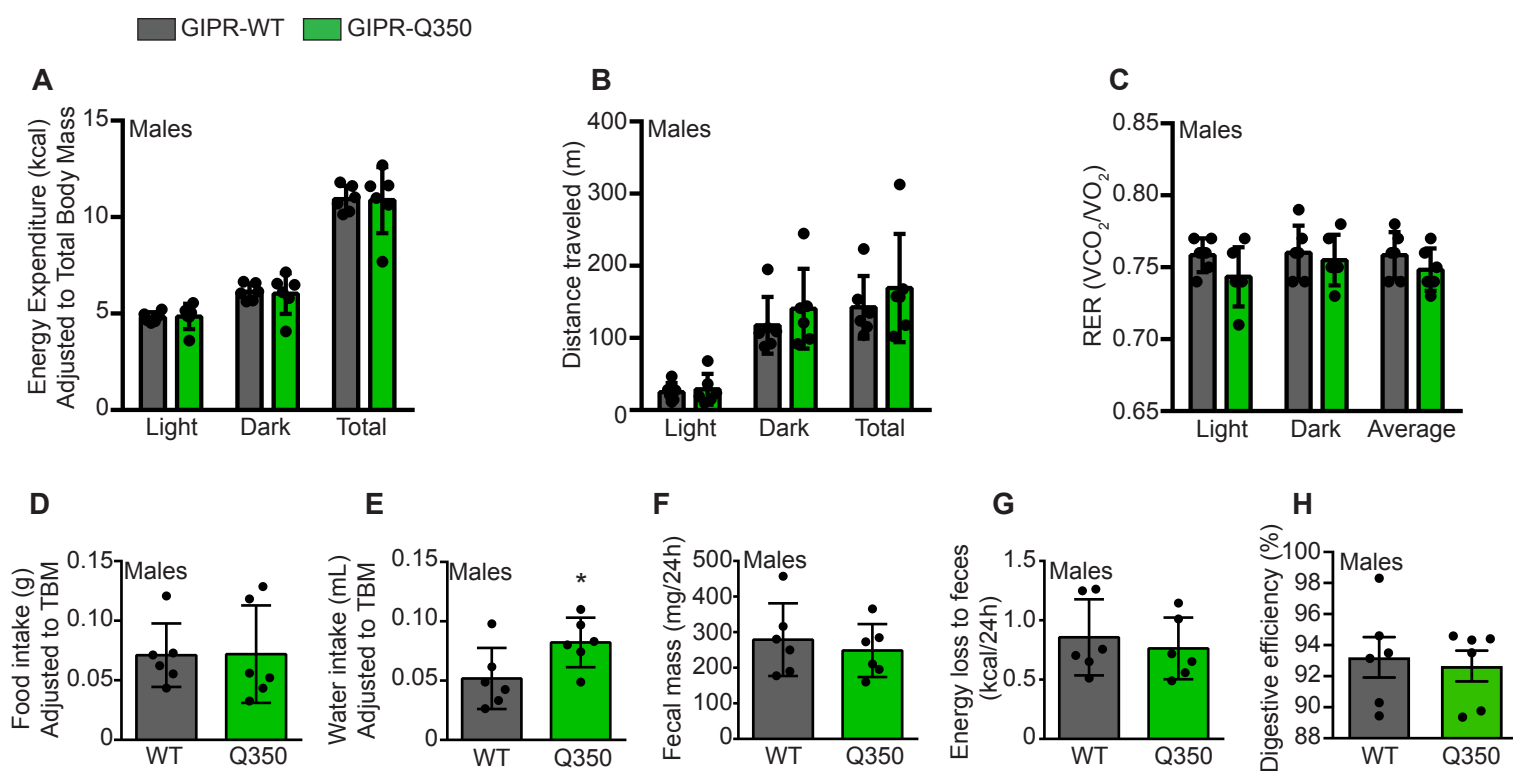 GIPR-WT GIPR-Q350
A
Energy Expenditure (kcal)
Adjusted to Total Body Mass
15
10
5
0
Males
Light Dark Total
B
Distance traveled (m)
400
300
200
100
0
Males
Light Dark Total
C
RER (VCO2/VO2)
0.85
0.80
0.75
0.70
0.65
Males
Light Dark Average
D
Food intake (g)
Adjusted to TBM
0.15
0.10
0.05
0
Males
WT Q350
E
Water intake (mL)
Adjusted to TBM
0.15
0.10
0.05
0
Males
*
WT Q350
F
Fecal mass (mg/24h)
500
400
300
200
100
0
Males
WT Q350
G
Energy loss to feces
(kcal/24h)
1.5
1.0
0.5
0
Males
WT Q350
H
Digestive efficiency (%)
100
98
96
94
92
90
88
Males
WT Q350